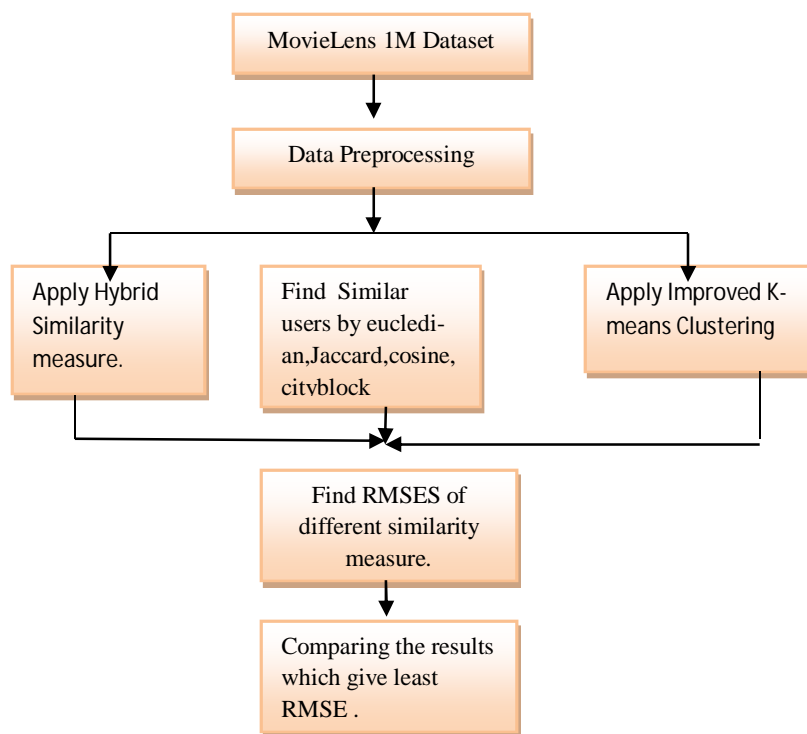 MovieLens 1M Dataset
Data Preprocessing
Apply Hybrid
Similarity
measure.
Find Similar
users by eucledi-
an,Jaccard,cosine,
cityblock
Apply Improved K-
means Clustering
Find RMSES of
different similarity
measure.
Comparing the results
which give least
RMSE .